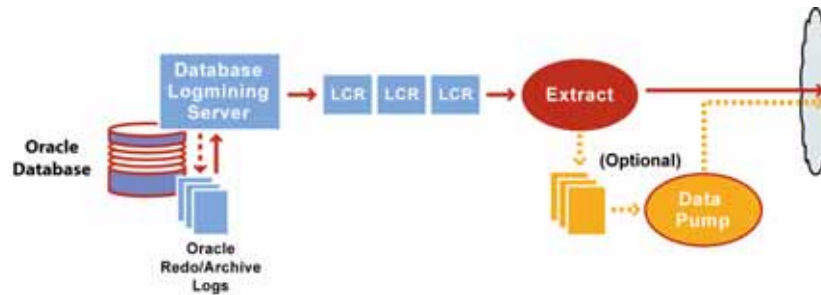 Database
Logmining
Server
LCR
LCR
LCR
Extract
Oracle
Database
(Optional)
Data
Pump
Oracle
Redo/Archive
Logs